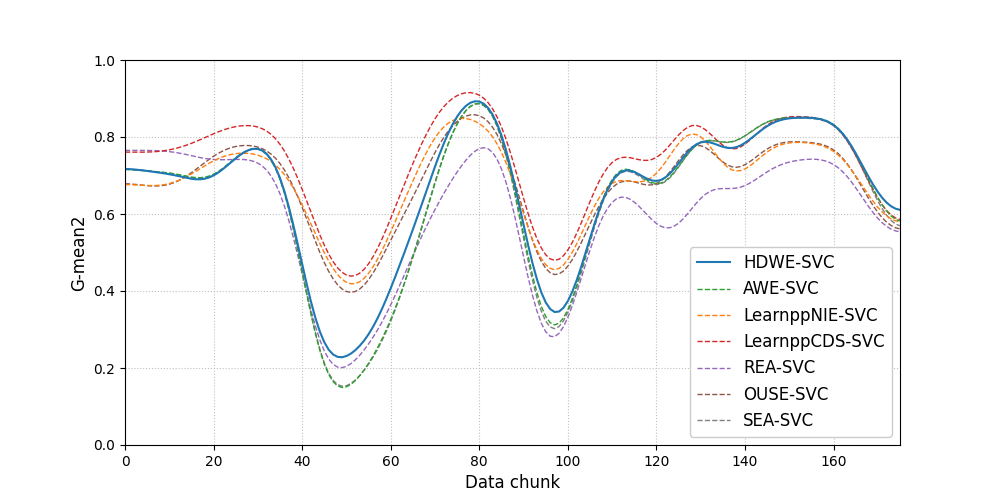 1.0
0.8
0.6
0.4
0.2
0.0
G-mean2
0 20 40 60 80 100 120 140 160
Data chunk
HDWE-SVC
AWE-SVC
LearnppNIE-SVC
LearnppCDS-SVC
REA-SVC
OUSE-SVC
SEA-SVC